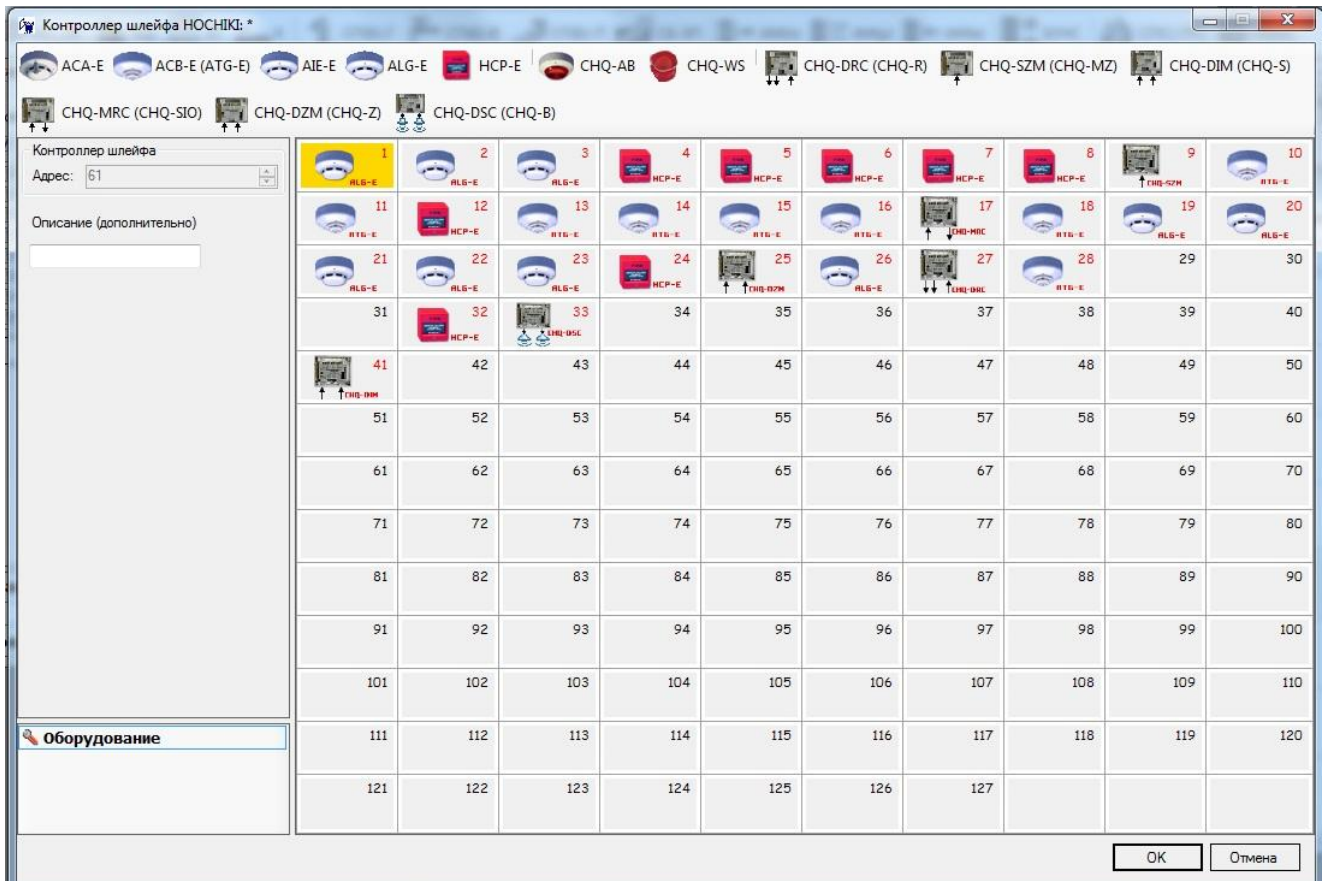 Контроллер шлейфа HOCHIKI: *
ACA-E ACB-E (ATG-E) AIE-E ALG-E HCP-E CHQ-AB CHQ-WS CHQ-DRC (CHQ-R) CHQ-SZM (CHQ-MZ) CHQ-DIM (CHQ-S)
CHQ-MRC (CHQ-SIO) CHQ-DZM (CHQ-Z) CHQ-DSC (CHQ-B)
Контроллер шлейфа
Адрес: 61
Описание (дополнительно)
Оборудование
1 2 3 4 5 6 7 8 9 10
ALG-E ALG-E ALG-E HCP-E HCP-E HCP-E HCP-E HCP-E CHQ-SZM ATG-E
11 12 13 14 15 16 17 18 19 20
ATG-E HCP-E ATG-E ATG-E ATG-E ATG-E CHQ-MRC ATG-E ALG-E ALG-E
21 22 23 24 25 26 27 28 29 30
ALG-E ALG-E ALG-E HCP-E CHQ-DZM ALG-E CHQ-DRC ATG-E
31 32 33 34 35 36 37 38 39 40
HCP-E CHQ-DSC
41 42 43 44 45 46 47 48 49 50
CHQ-DIM
51 52 53 54 55 56 57 58 59 60
61 62 63 64 65 66 67 68 69 70
71 72 73 74 75 76 77 78 79 80
81 82 83 84 85 86 87 88 89 90
91 92 93 94 95 96 97 98 99 100
101 102 103 104 105 106 107 108 109 110
111 112 113 114 115 116 117 118 119 120
121 122 123 124 125 126 127
OK Отмена